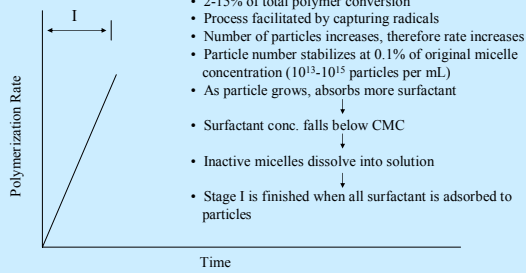 I
Polymerization Rate
Time
• 2-15% of total polymer conversion
• Process facilitated by capturing radicals
• Number of particles increases, therefore rate increases
• Particle number stabilizes at 0.1% of original micelle
concentration (10¹³-10¹⁵ particles per mL)
• As particle grows, absorbs more surfactant
• Surfactant conc. falls below CMC
• Inactive micelles dissolve into solution
• Stage I is finished when all surfactant is adsorbed to
particles